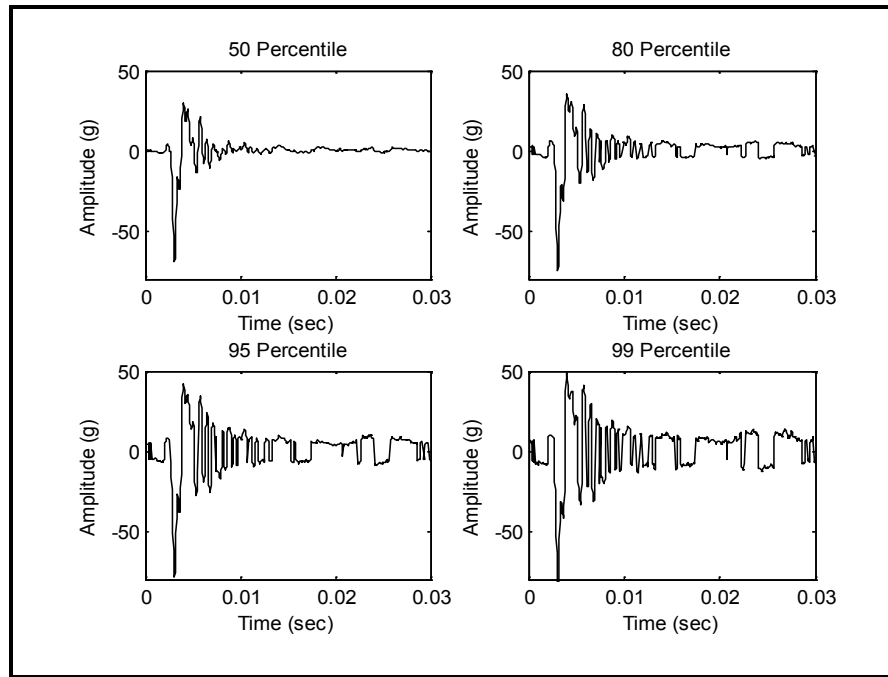 50 Percentile
80 Percentile
50
0
-50
Amplitude (g)
0
0.01
0.02
0.03
Time (sec)
50
0
-50
Amplitude (g)
0
0.01
0.02
0.03
Time (sec)
95 Percentile
99 Percentile
50
0
-50
Amplitude (g)
0
0.01
0.02
0.03
Time (sec)
50
0
-50
Amplitude (g)
0
0.01
0.02
0.03
Time (sec)